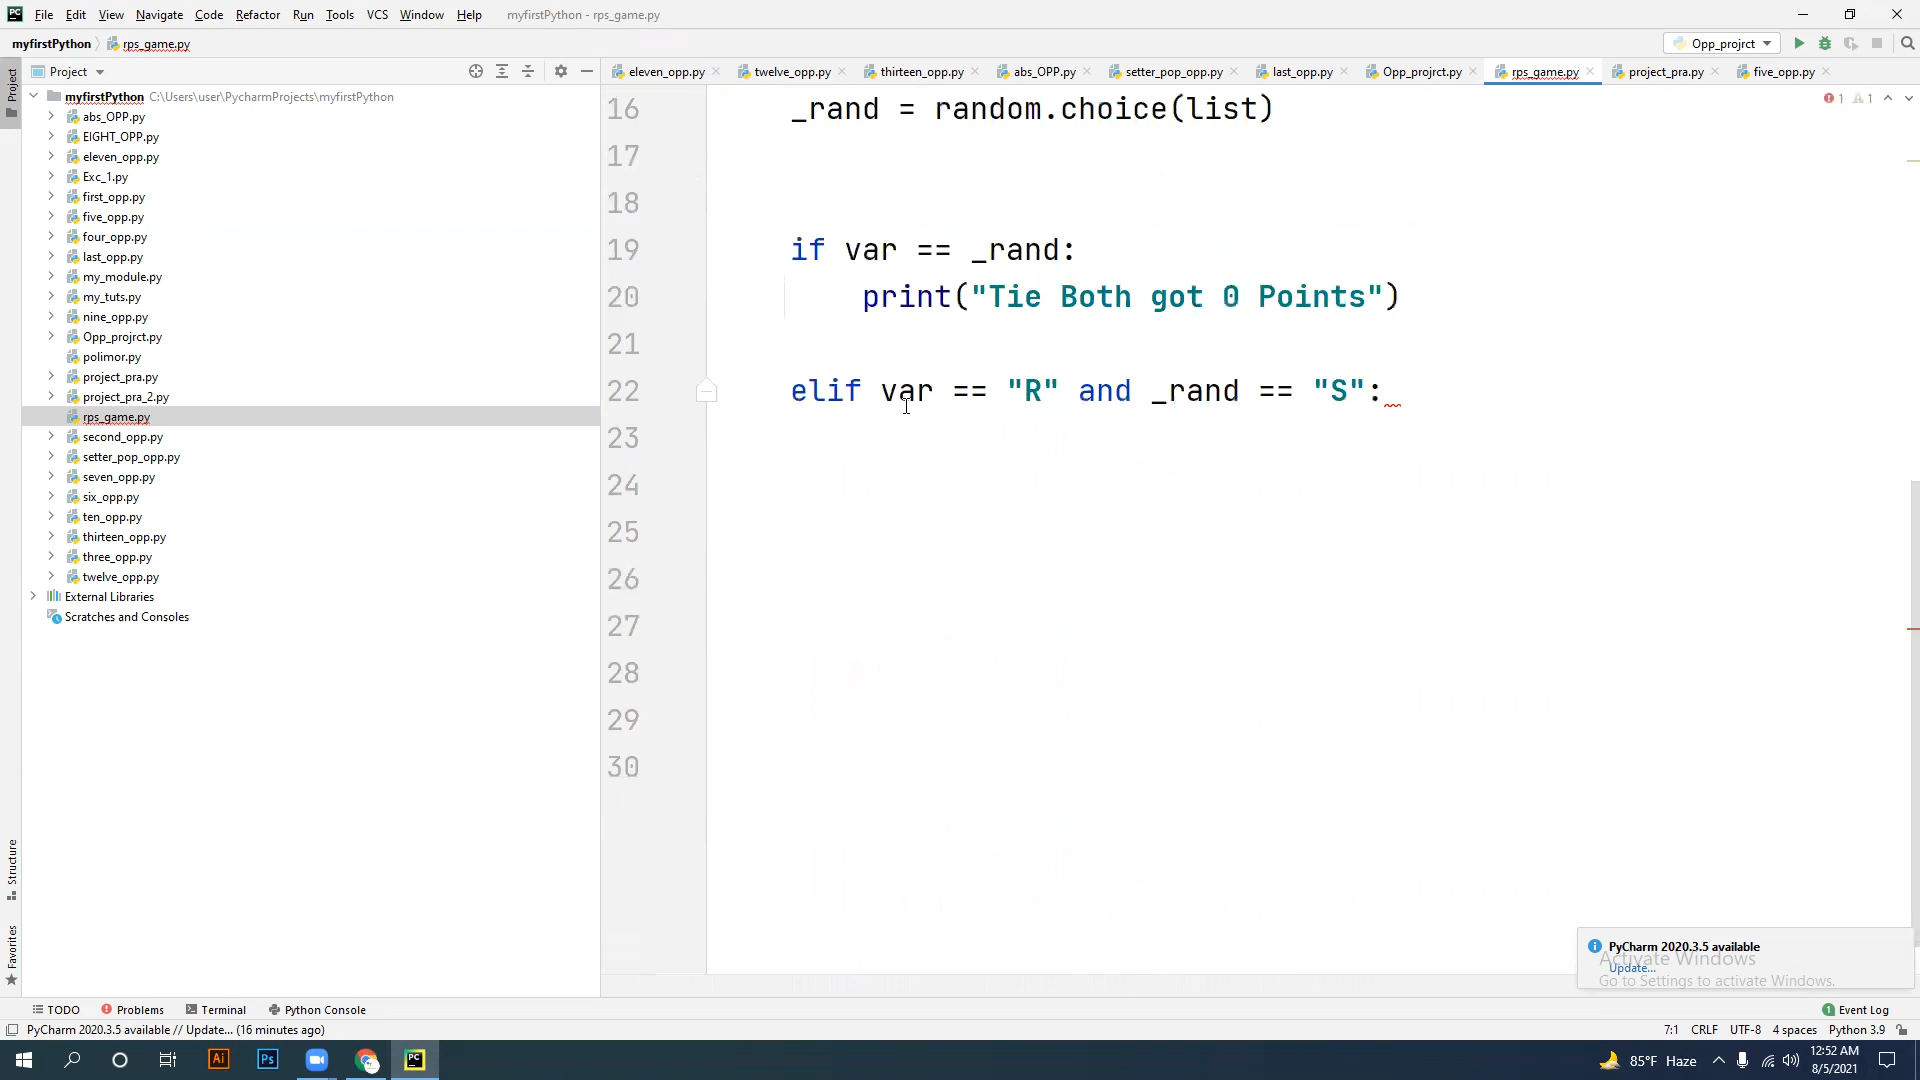 File Edit View Navigate Code Refactor Run Tools VCS Window Help myfirstPython - rps_game.py
myfirstPython rps_game.py Opp_projrct
Project eleven_opp.py twelve_opp.py thirteen_opp.py abs_OPP.py setter_pop_opp.py last_opp.py Opp_projrct.py rps_game.py project_pra.py five_opp.py
myfirstPython C:\Users\user\PycharmProjects\myfirstPython
abs_OPP.py
EIGHT_OPP.py
eleven_opp.py
Exc_1.py
first_opp.py
five_opp.py
four_opp.py
last_opp.py
my_module.py
my_tuts.py
nine_opp.py
Opp_projrct.py
polimor.py
project_pra.py
project_pra_2.py
rps_game.py
second_opp.py
setter_pop_opp.py
seven_opp.py
six_opp.py
ten_opp.py
thirteen_opp.py
three_opp.py
twelve_opp.py
External Libraries
Scratches and Consoles
Project
Structure
Favorites
1 1
16 _rand = random.choice(list)
17
18
19 if var == _rand:
20 print("Tie Both got 0 Points")
21
22 elif var == "R" and _rand == "S":
23
24
25
26
27
28
29
30
PyCharm 2020.3.5 available
Update...
Activate Windows
Go to Settings to activate Windows.
TODO Problems Terminal Python Console 1 Event Log
PyCharm 2020.3.5 available // Update... (16 minutes ago) 7:1 CRLF UTF-8 4 spaces Python 3.9
Ai Ps PC 85°F Haze 12:52 AM
8/5/2021